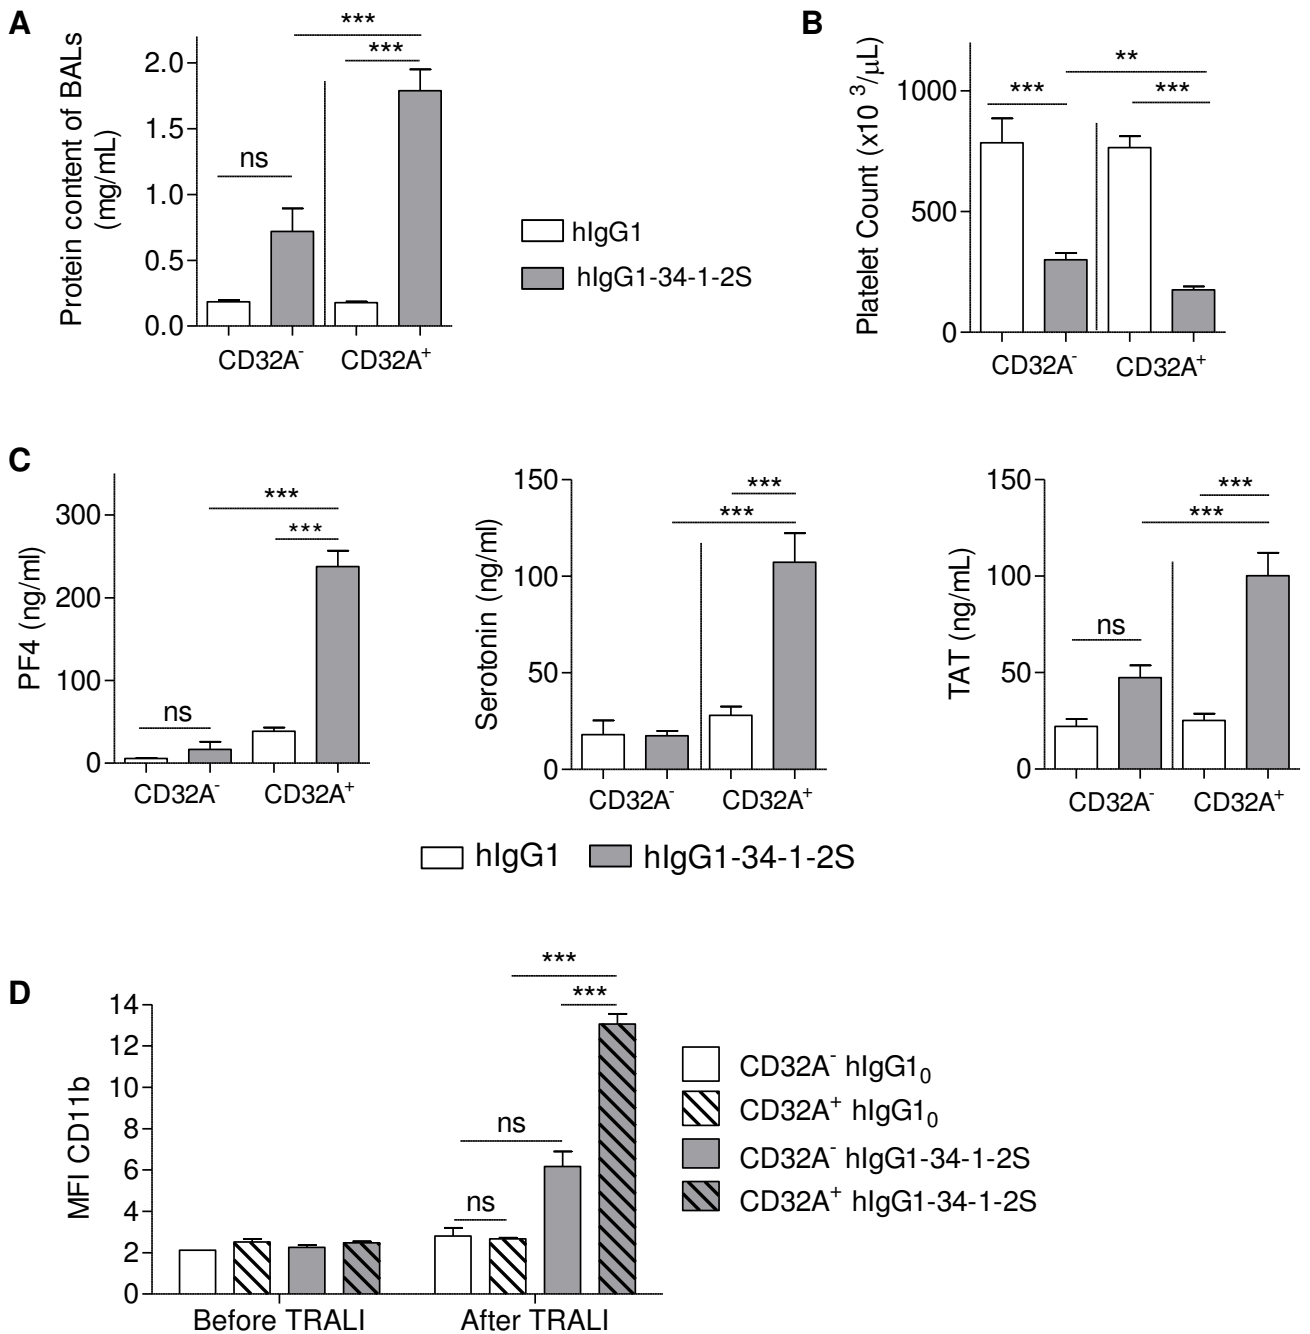 A
Protein content of BALs
(mg/mL)
2.0
1.5
1.0
0.5
0.0
***
***
ns
CD32A⁻
CD32A⁺
hIgG1
hIgG1-34-1-2S
B
Platelet Count (x10 ³/μL)
1000
500
0
**
***
***
CD32A⁻
CD32A⁺
C
PF4 (ng/ml)
300
200
100
0
***
***
ns
CD32A⁻
CD32A⁺
Serotonin (ng/ml)
150
100
50
0
***
***
CD32A⁻
CD32A⁺
TAT (ng/mL)
150
100
50
0
***
***
ns
CD32A⁻
CD32A⁺
hIgG1
hIgG1-34-1-2S
D
MFI CD11b
14
12
10
8
6
4
2
0
***
***
ns
ns
Before TRALI
After TRALI
CD32A⁻ hIgG1₀
CD32A⁺ hIgG1₀
CD32A⁻ hIgG1-34-1-2S
CD32A⁺ hIgG1-34-1-2S